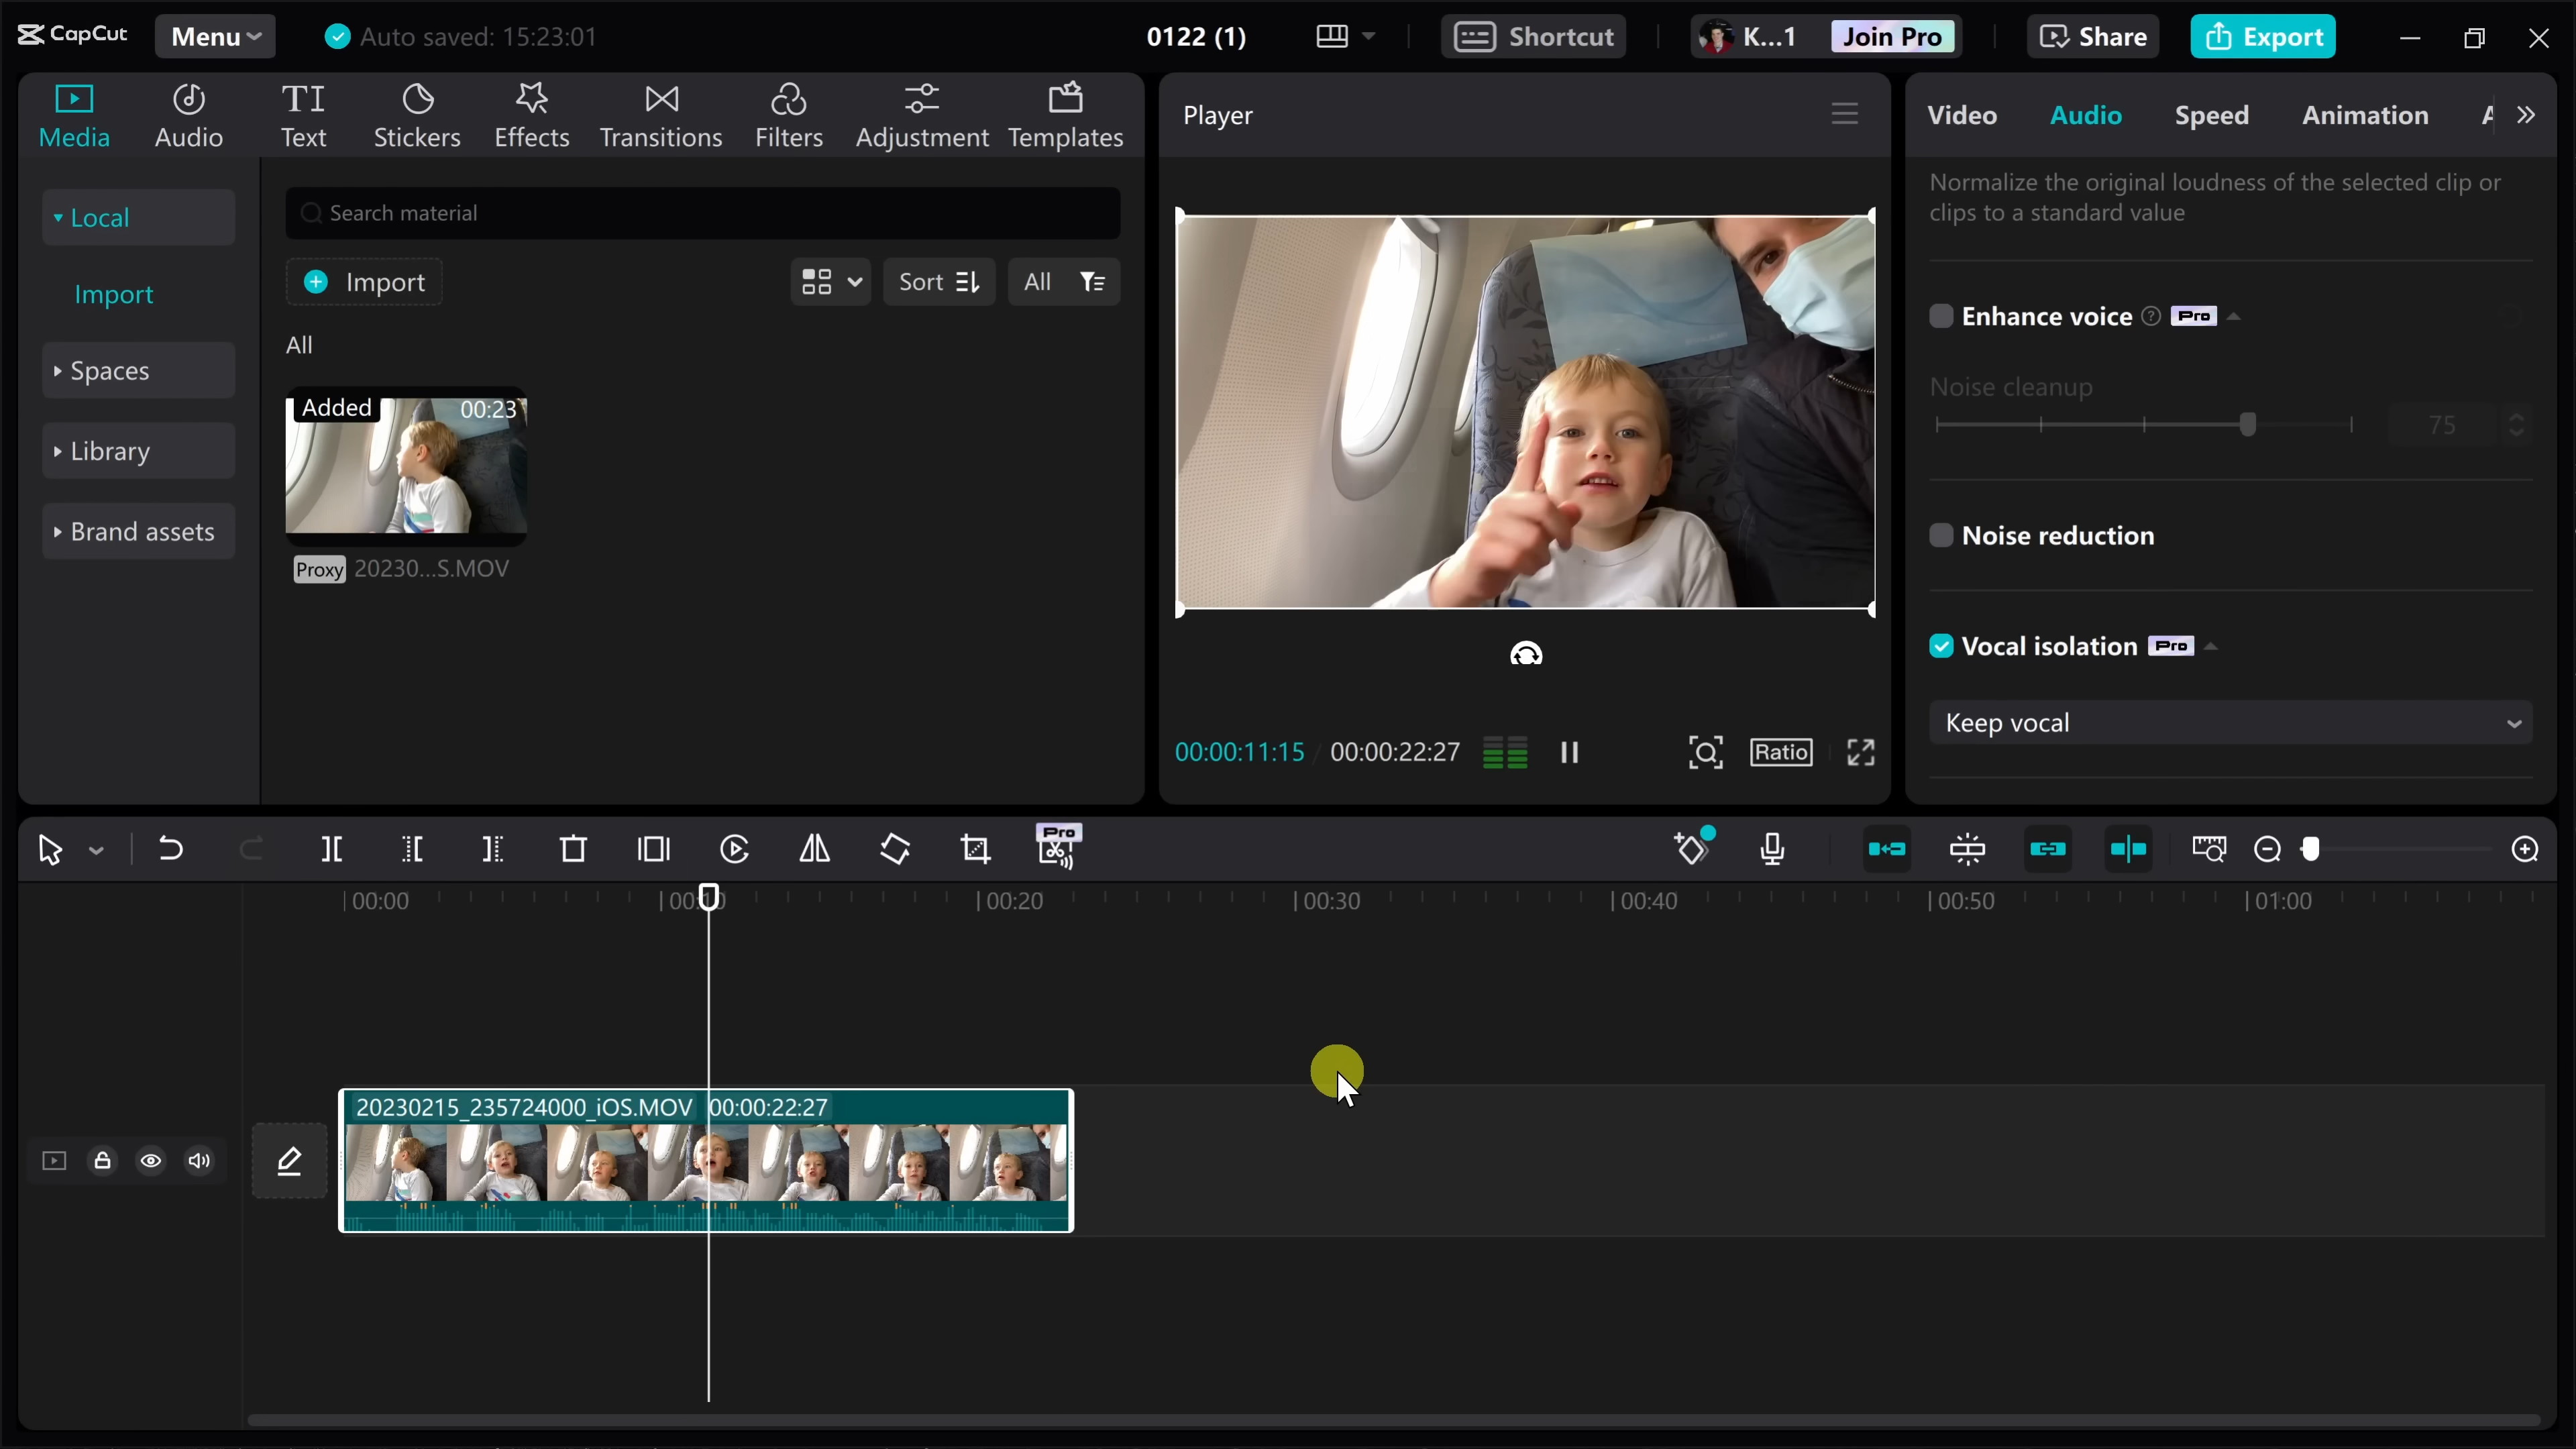 CapCut
Menu
Auto saved: 15:23:01
0122 (1)
Shortcut
K...1
Join Pro
Share
Export
Media
Audio
Text
Stickers
Effects
Transitions
Filters
Adjustment
Templates
Local
Import
Spaces
Library
Brand assets
Search material
Import
Sort
All
All
Added
00:23
Proxy
20230...S.MOV
Player
00:00:11:15 / 00:00:22:27
Ratio
Video
Audio
Speed
Animation
Normalize the original loudness of the selected clip or
clips to a standard value
Enhance voice
Pro
Noise cleanup
75
Noise reduction
Vocal isolation
Pro
Keep vocal
Pro
00:00
00:10
00:20
00:30
00:40
00:50
01:00
20230215_235724000_iOS.MOV 00:00:22:27